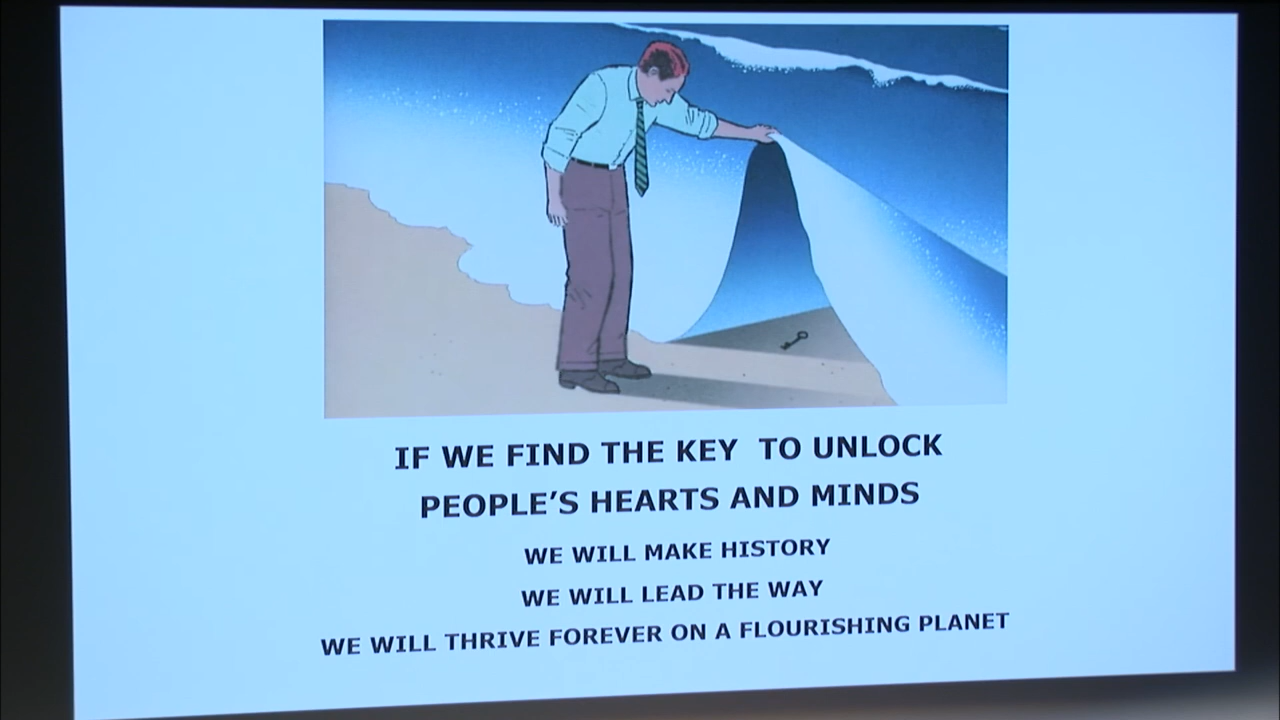 IF WE FIND THE KEY TO UNLOCK
PEOPLE'S HEARTS AND MINDS
WE WILL MAKE HISTORY
WE WILL LEAD THE WAY
WE WILL THRIVE FOREVER ON A FLOURISHING PLANET